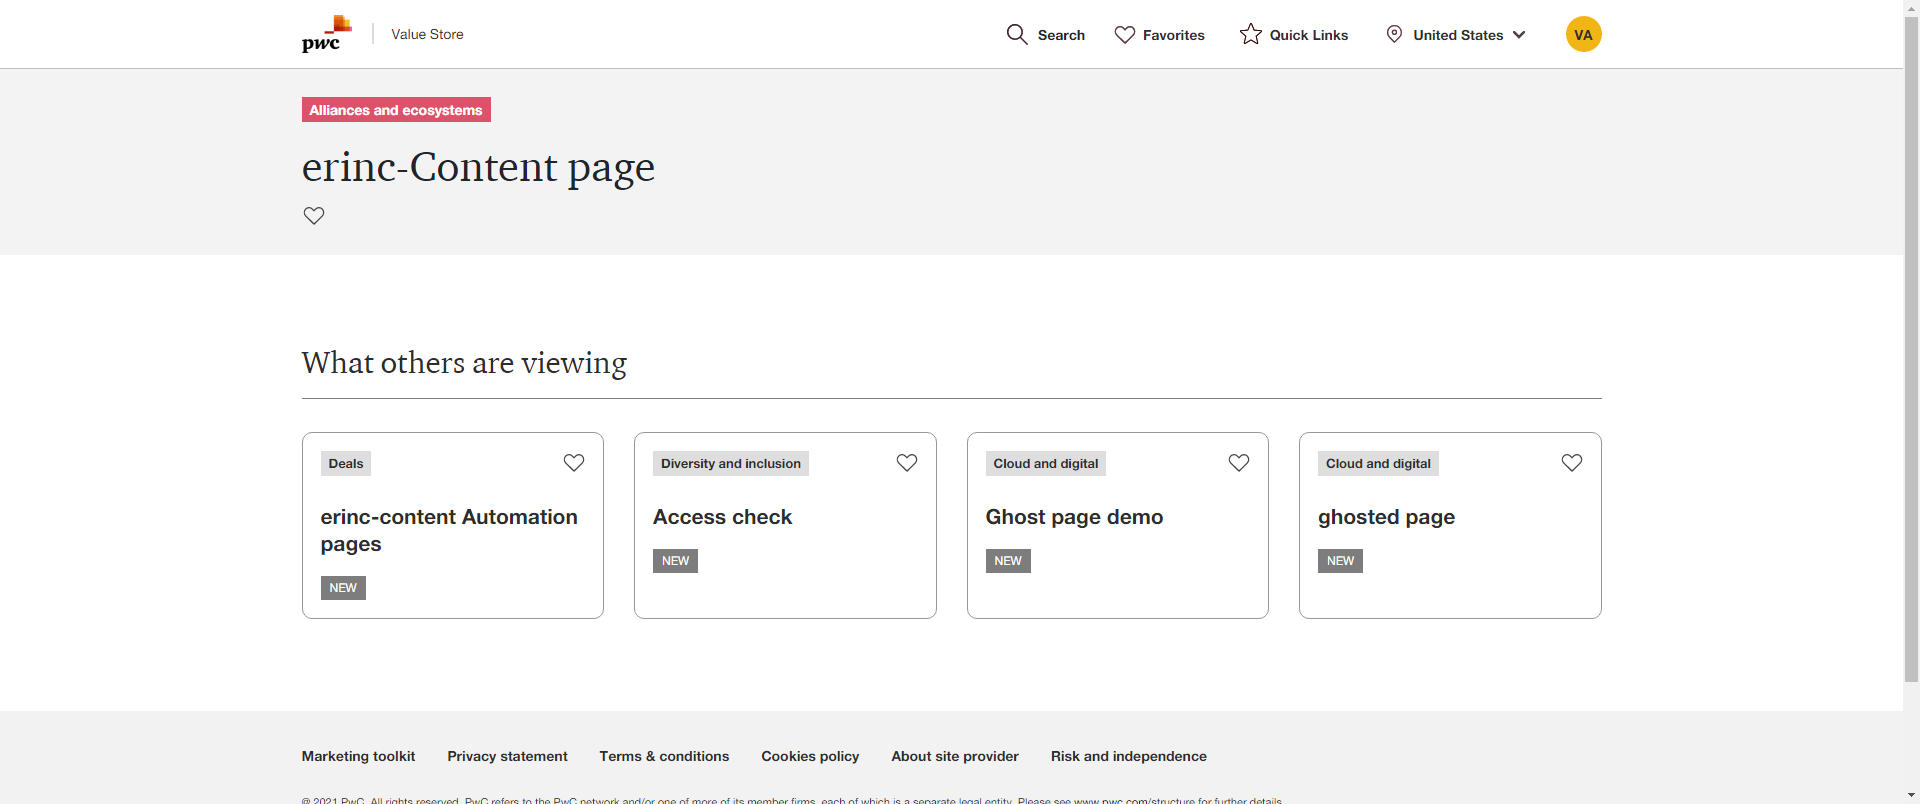 pwc
Value Store
Search
Favorites
Quick Links
United States
VA
Alliances and ecosystems
erinc-Content page
What others are viewing
Deals
erinc-content Automation
pages
NEW
Diversity and inclusion
Access check
NEW
Cloud and digital
Ghost page demo
NEW
Cloud and digital
ghosted page
NEW
Marketing toolkit
Privacy statement
Terms & conditions
Cookies policy
About site provider
Risk and independence
© 2021 PwC. All rights reserved. PwC refers to the PwC network and/or one of more of its member firms, each of which is a separate legal entity. Please see www.pwc.com/structure for further details.